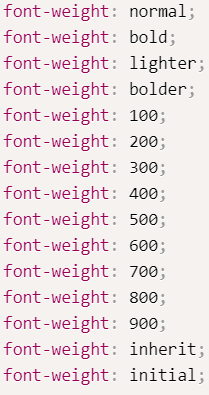 font-weight: normal;
font-weight: bold;
font-weight: lighter;
font-weight: bolder;
font-weight: 100;
font-weight: 200;
font-weight: 300;
font-weight: 400;
font-weight: 500;
font-weight: 600;
font-weight: 700;
font-weight: 800;
font-weight: 900;
font-weight: inherit;
font-weight: initial;